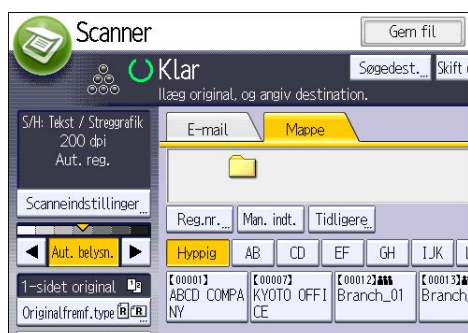 Scanner
Gem fil
Klar
Søgedest.
Skift
Ilæg original, og angiv destination.
S/H: Tekst / Streggrafik
200 dpi
Aut. reg.
E-mail
Mappe
Scanneindstillinger
Reg.nr.
Man. indt.
Tidligere
Aut. belysn.
Hyppig
AB
CD
EF
GH
IJK
1-sidet original
Originalfremf.type
[00001]
ABCD COMPA
NY
[00007]
KYOTO OFFI
CE
[00012]
Branch_01
[00013]
Branch